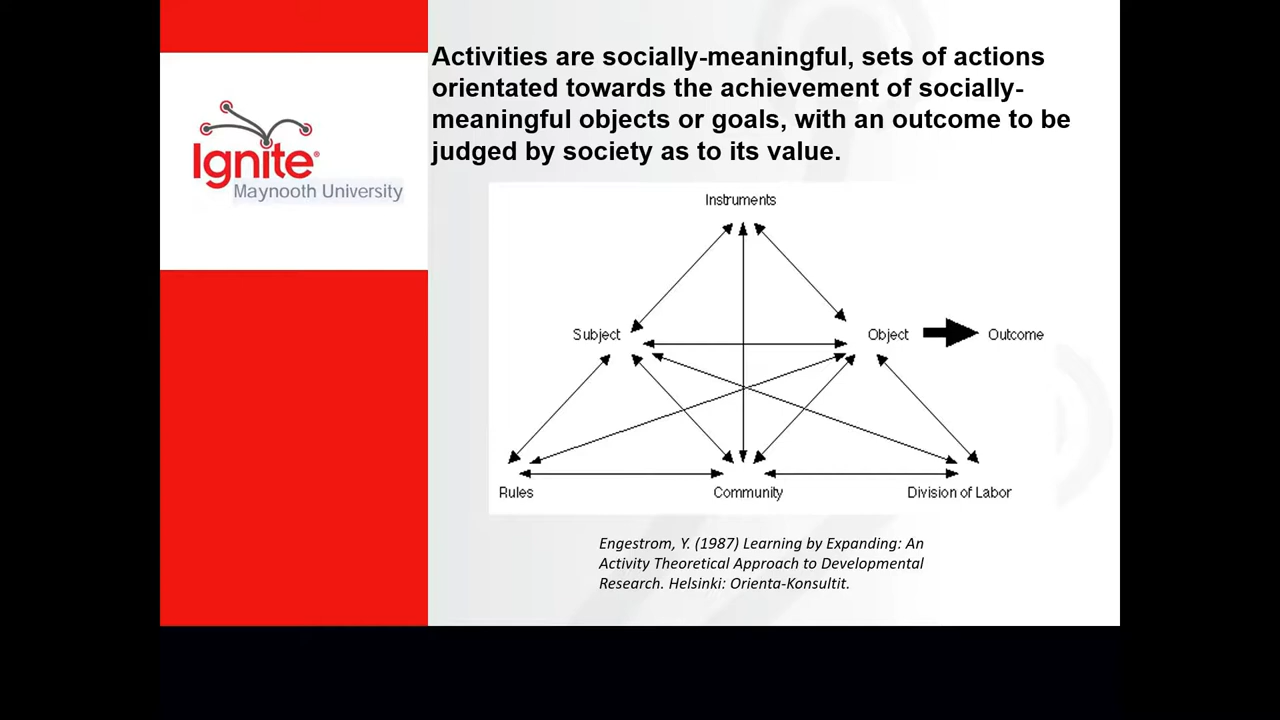 Activities are socially-meaningful, sets of actions
orientated towards the achievement of socially-
meaningful objects or goals, with an outcome to be
judged by society as to its value.
Ignite®
Maynooth University
Instruments
Subject
Object
Outcome
Rules
Community
Division of Labor
Engestrom, Y. (1987) Learning by Expanding: An
Activity Theoretical Approach to Developmental
Research. Helsinki: Orienta-Konsultit.